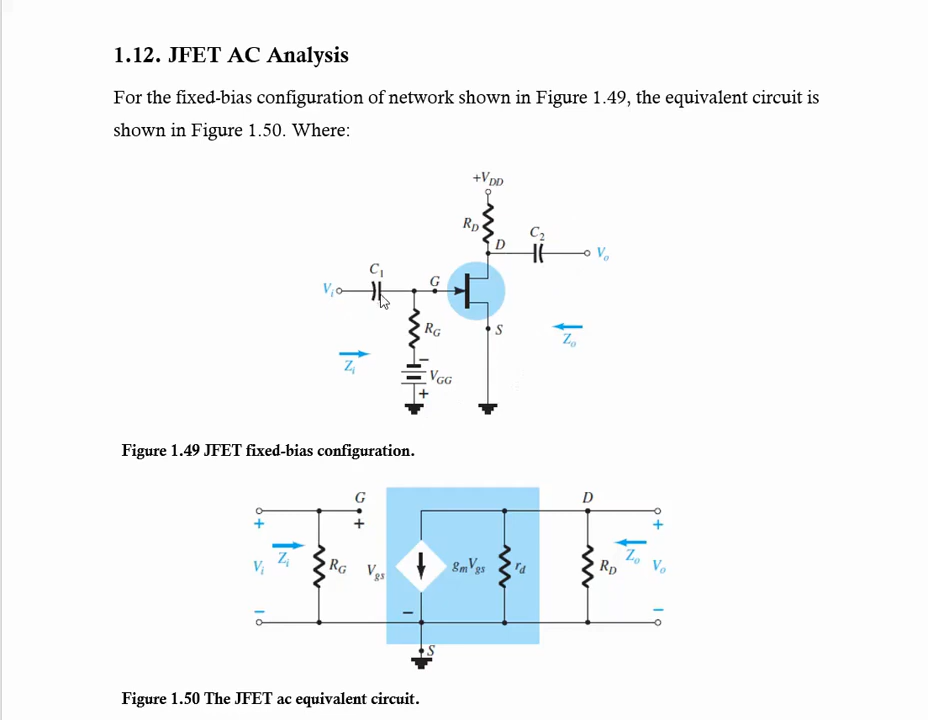 1.12. JFET AC Analysis
For the fixed-bias configuration of network shown in Figure 1.49, the equivalent circuit is
shown in Figure 1.50. Where:
+VDD
RD
D
C2
Vo
C1
G
Vi
RG
S
Zo
Zi
−
VGG
+
Figure 1.49 JFET fixed-bias configuration.
G
D
+
+
+
Zi
Zo
Vi
RG
Vgs
gmVgs
rd
RD
Vo
−
−
−
S
Figure 1.50 The JFET ac equivalent circuit.